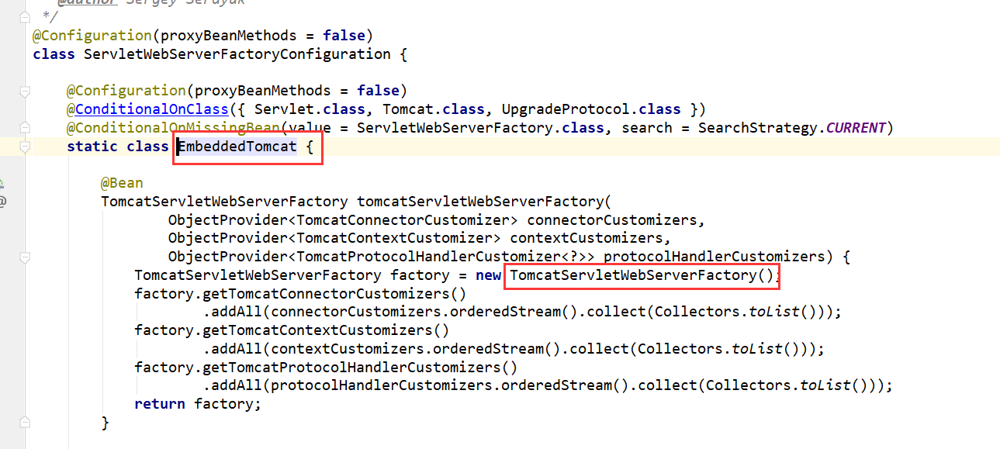 @author Sergey Serdyuk
*/
@Configuration(proxyBeanMethods = false)
class ServletWebServerFactoryConfiguration {
@Configuration(proxyBeanMethods = false)
@ConditionalOnClass({ Servlet.class, Tomcat.class, UpgradeProtocol.class })
@ConditionalOnMissingBean(value = ServletWebServerFactory.class, search = SearchStrategy.CURRENT)
static class EmbeddedTomcat {
@Bean
TomcatServletWebServerFactory tomcatServletWebServerFactory(
ObjectProvider<TomcatConnectorCustomizer> connectorCustomizers,
ObjectProvider<TomcatContextCustomizer> contextCustomizers,
ObjectProvider<TomcatProtocolHandlerCustomizer<?>> protocolHandlerCustomizers) {
TomcatServletWebServerFactory factory = new TomcatServletWebServerFactory();
factory.getTomcatConnectorCustomizers()
.addAll(connectorCustomizers.orderedStream().collect(Collectors.toList()));
factory.getTomcatContextCustomizers()
.addAll(contextCustomizers.orderedStream().collect(Collectors.toList()));
factory.getTomcatProtocolHandlerCustomizers()
.addAll(protocolHandlerCustomizers.orderedStream().collect(Collectors.toList()));
return factory;
}